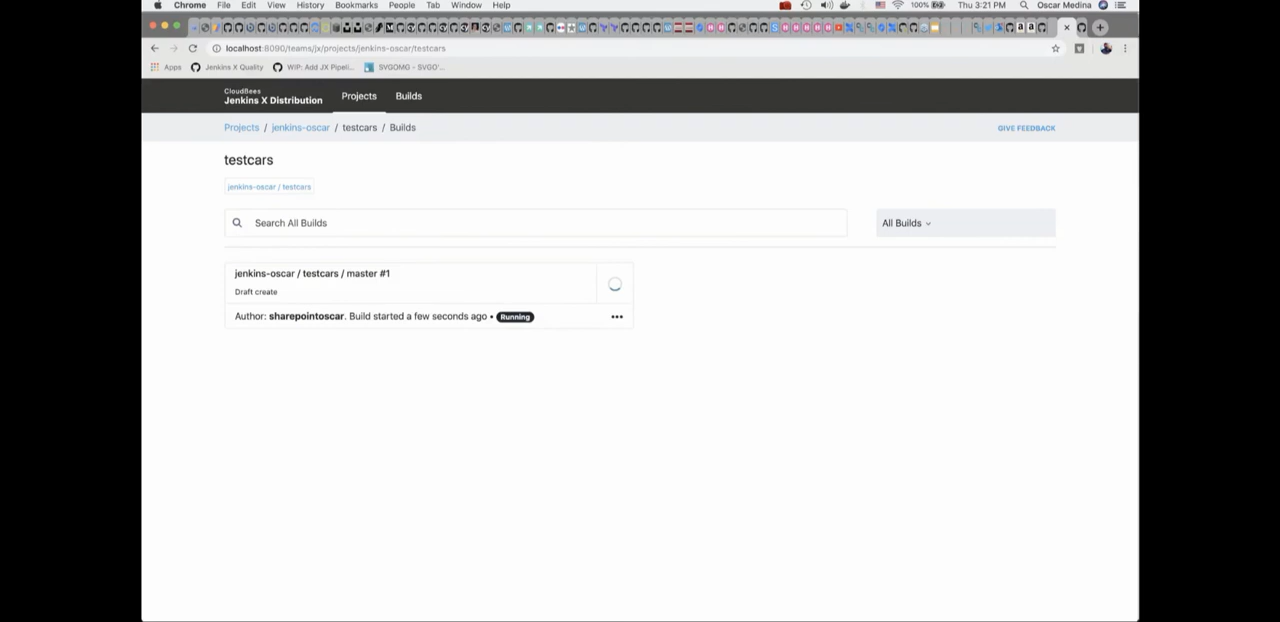 Chrome File Edit View History Bookmarks People Tab Window Help 100% Thu 3:21 PM Oscar Medina
localhost:8090/teams/jx/projects/jenkins-oscar/testcars
Apps Jenkins X Quality WIP: Add JX Pipeli... SVGOMG - SVGO'...
CloudBees
Jenkins X Distribution Projects Builds
Projects / jenkins-oscar / testcars / Builds GIVE FEEDBACK
testcars
jenkins-oscar / testcars
Search All Builds All Builds
jenkins-oscar / testcars / master #1
Draft create
Author: sharepointoscar. Build started a few seconds ago • Running